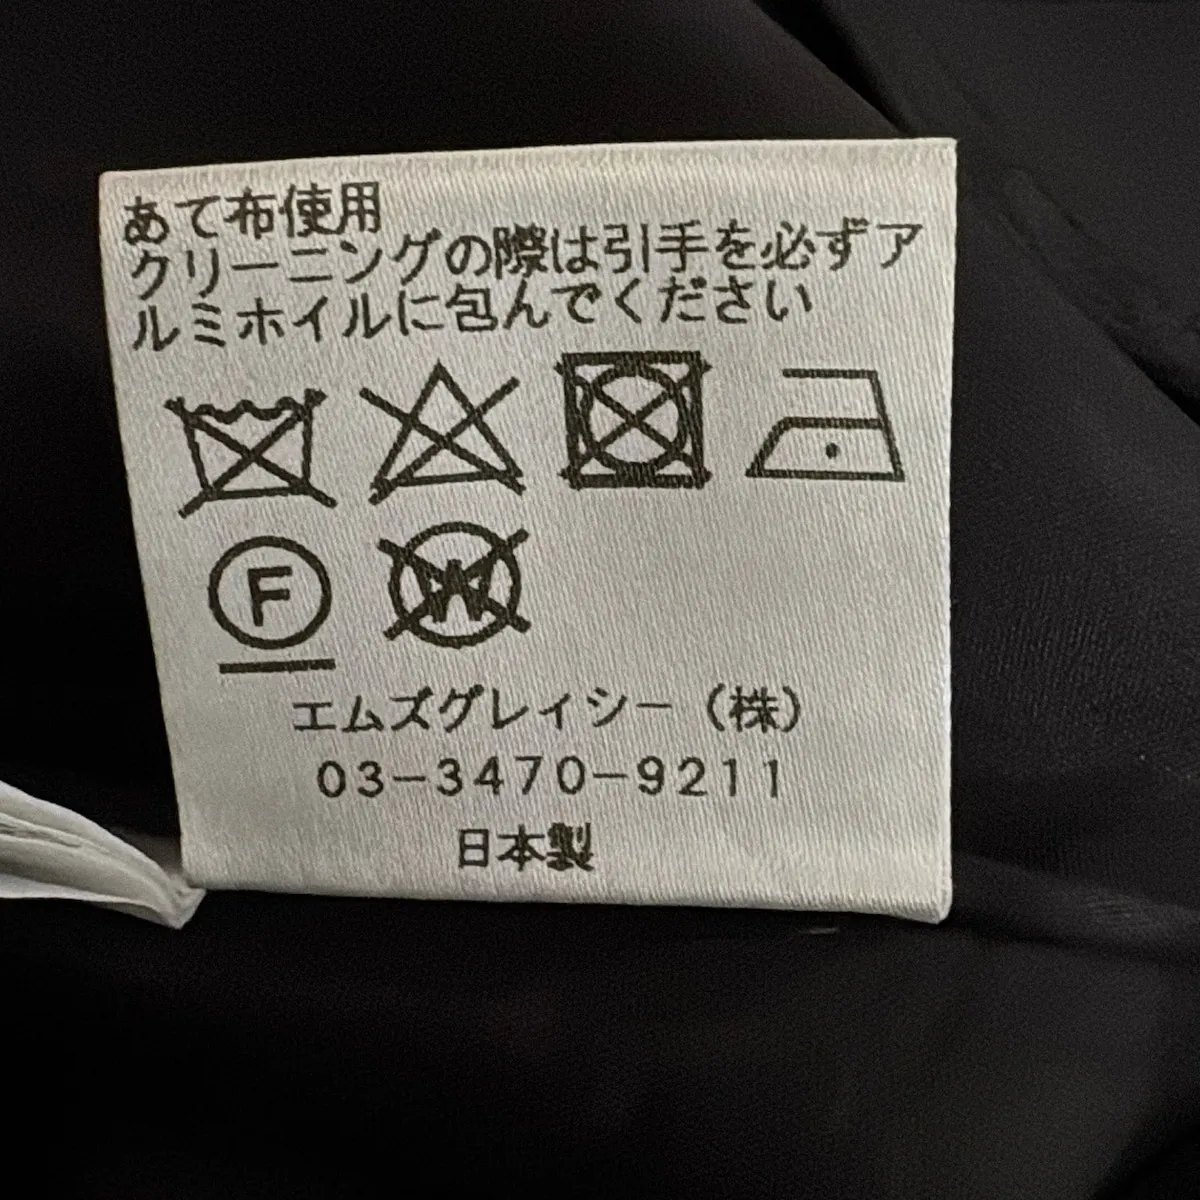 あて布使用
クリーニングの際は引手を必ずア
ルミホイルに包んでください
F
W
エムズグレィシー(株)
03-3470-9211
日本製